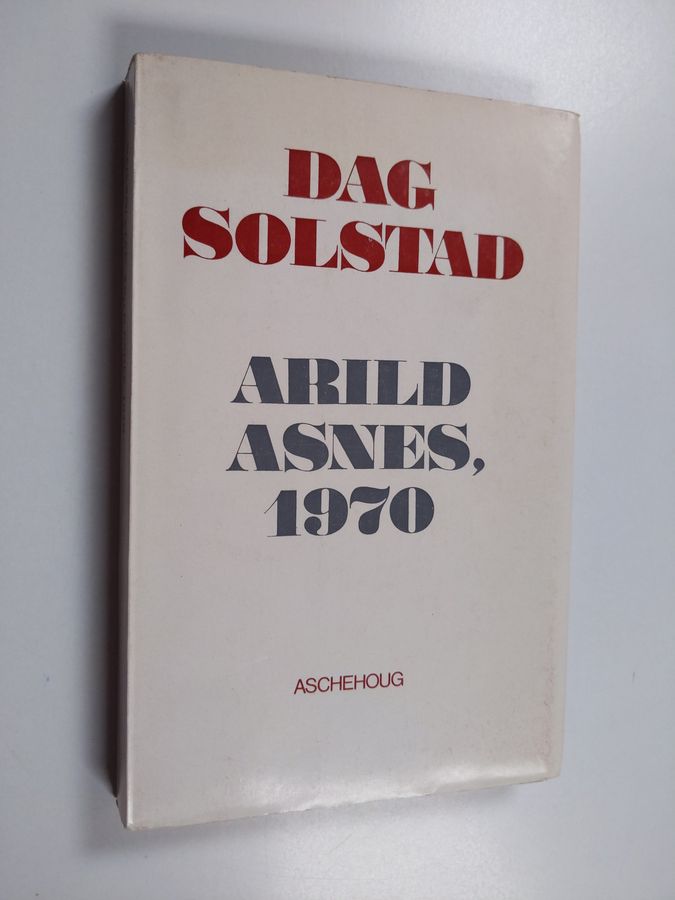 DAG
SOLSTAD
ARILD
ASNES,
1970
ASCHEHOUG